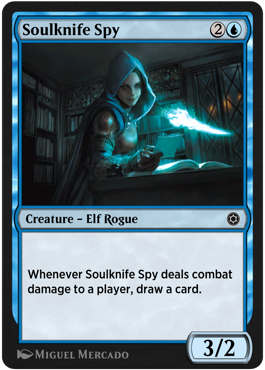 Soulknife Spy 2
Creature – Elf Rogue
Whenever Soulknife Spy deals combat
damage to a player, draw a card.
3/2
Miguel Mercado